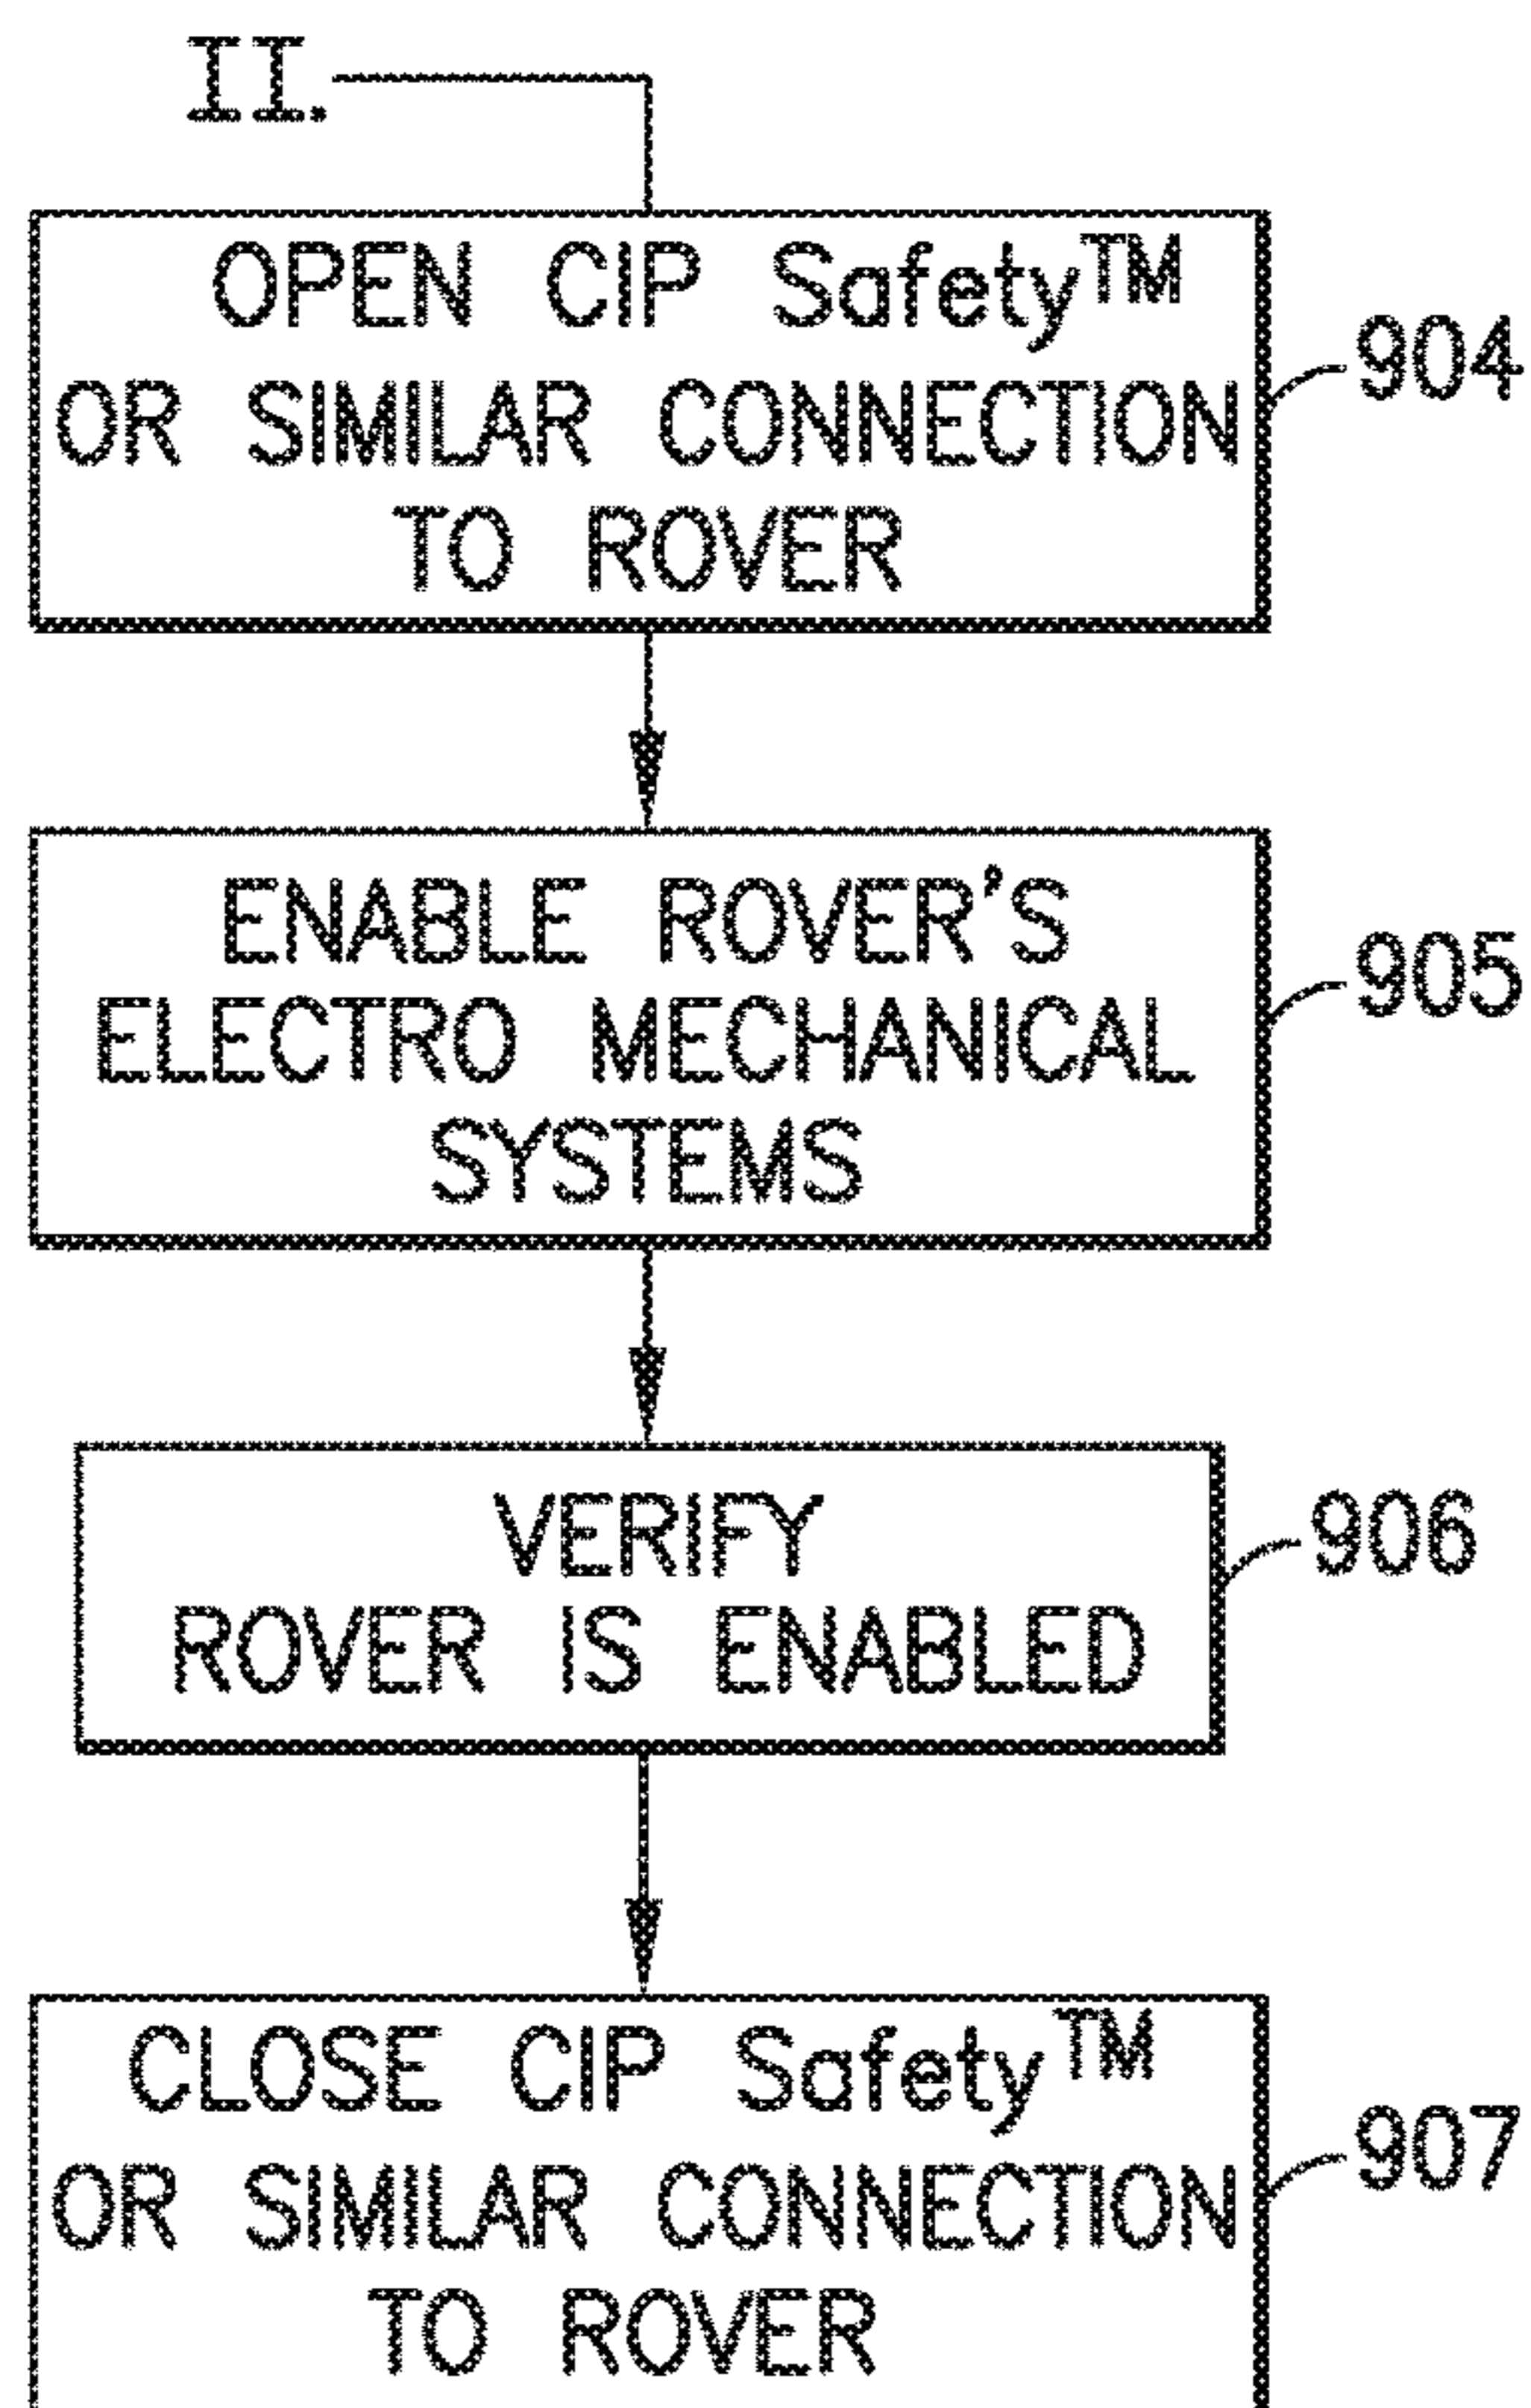 II.
OPEN CIP Safety™
OR SIMILAR CONNECTION
TO ROVER
904
ENABLE ROVER'S
ELECTRO MECHANICAL
SYSTEMS
905
VERIFY
ROVER IS ENABLED
906
CLOSE CIP Safety™
OR SIMILAR CONNECTION
TO ROVER
907